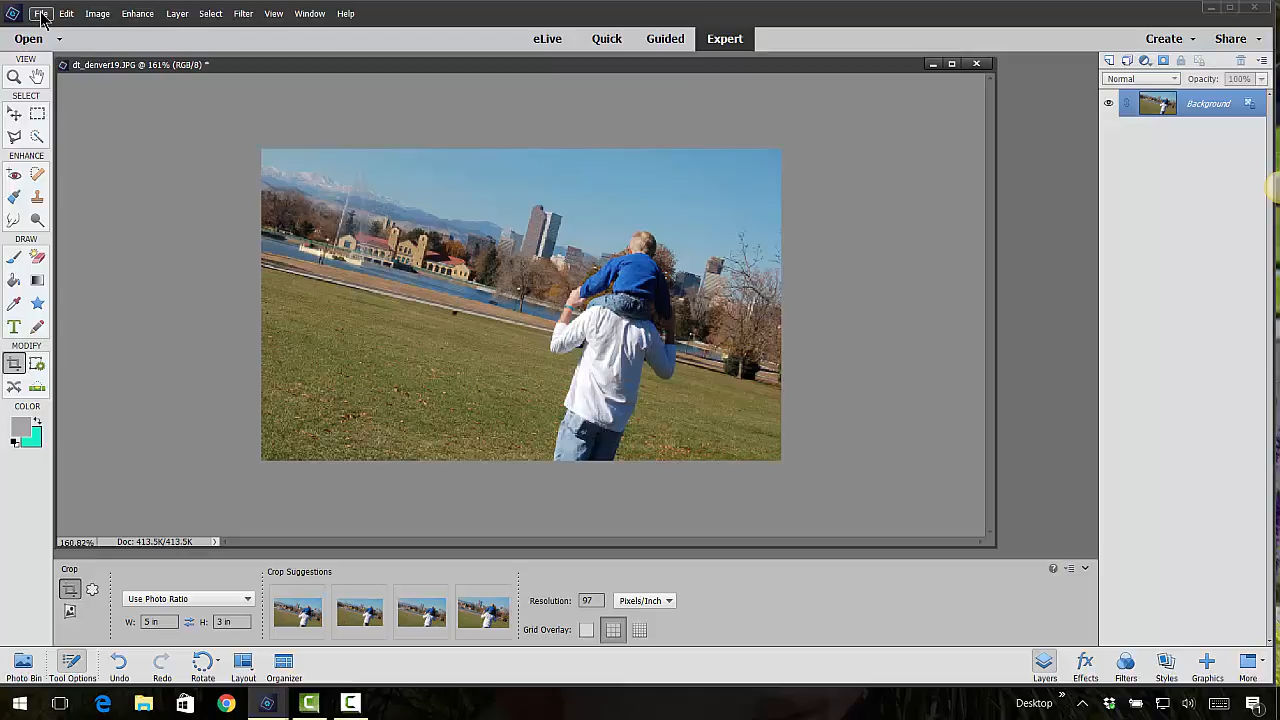 File Edit Image Enhance Layer Select Filter View Window Help
Open eLive Quick Guided Expert Create Share
VIEW
dt_denver19.JPG @ 161% (RGB/8) *
Normal Opacity: 100%
SELECT
Background
ENHANCE
DRAW
T
MODIFY
COLOR
160.82% Doc: 413.5K/413.5K
Crop Crop Suggestions
Use Photo Ratio
Resolution: 97 Pixels/Inch
W: 5 in H: 3 in
Grid Overlay:
Photo Bin Tool Options Undo Redo Rotate Layout Organizer Layers Effects Filters Styles Graphics More
Desktop